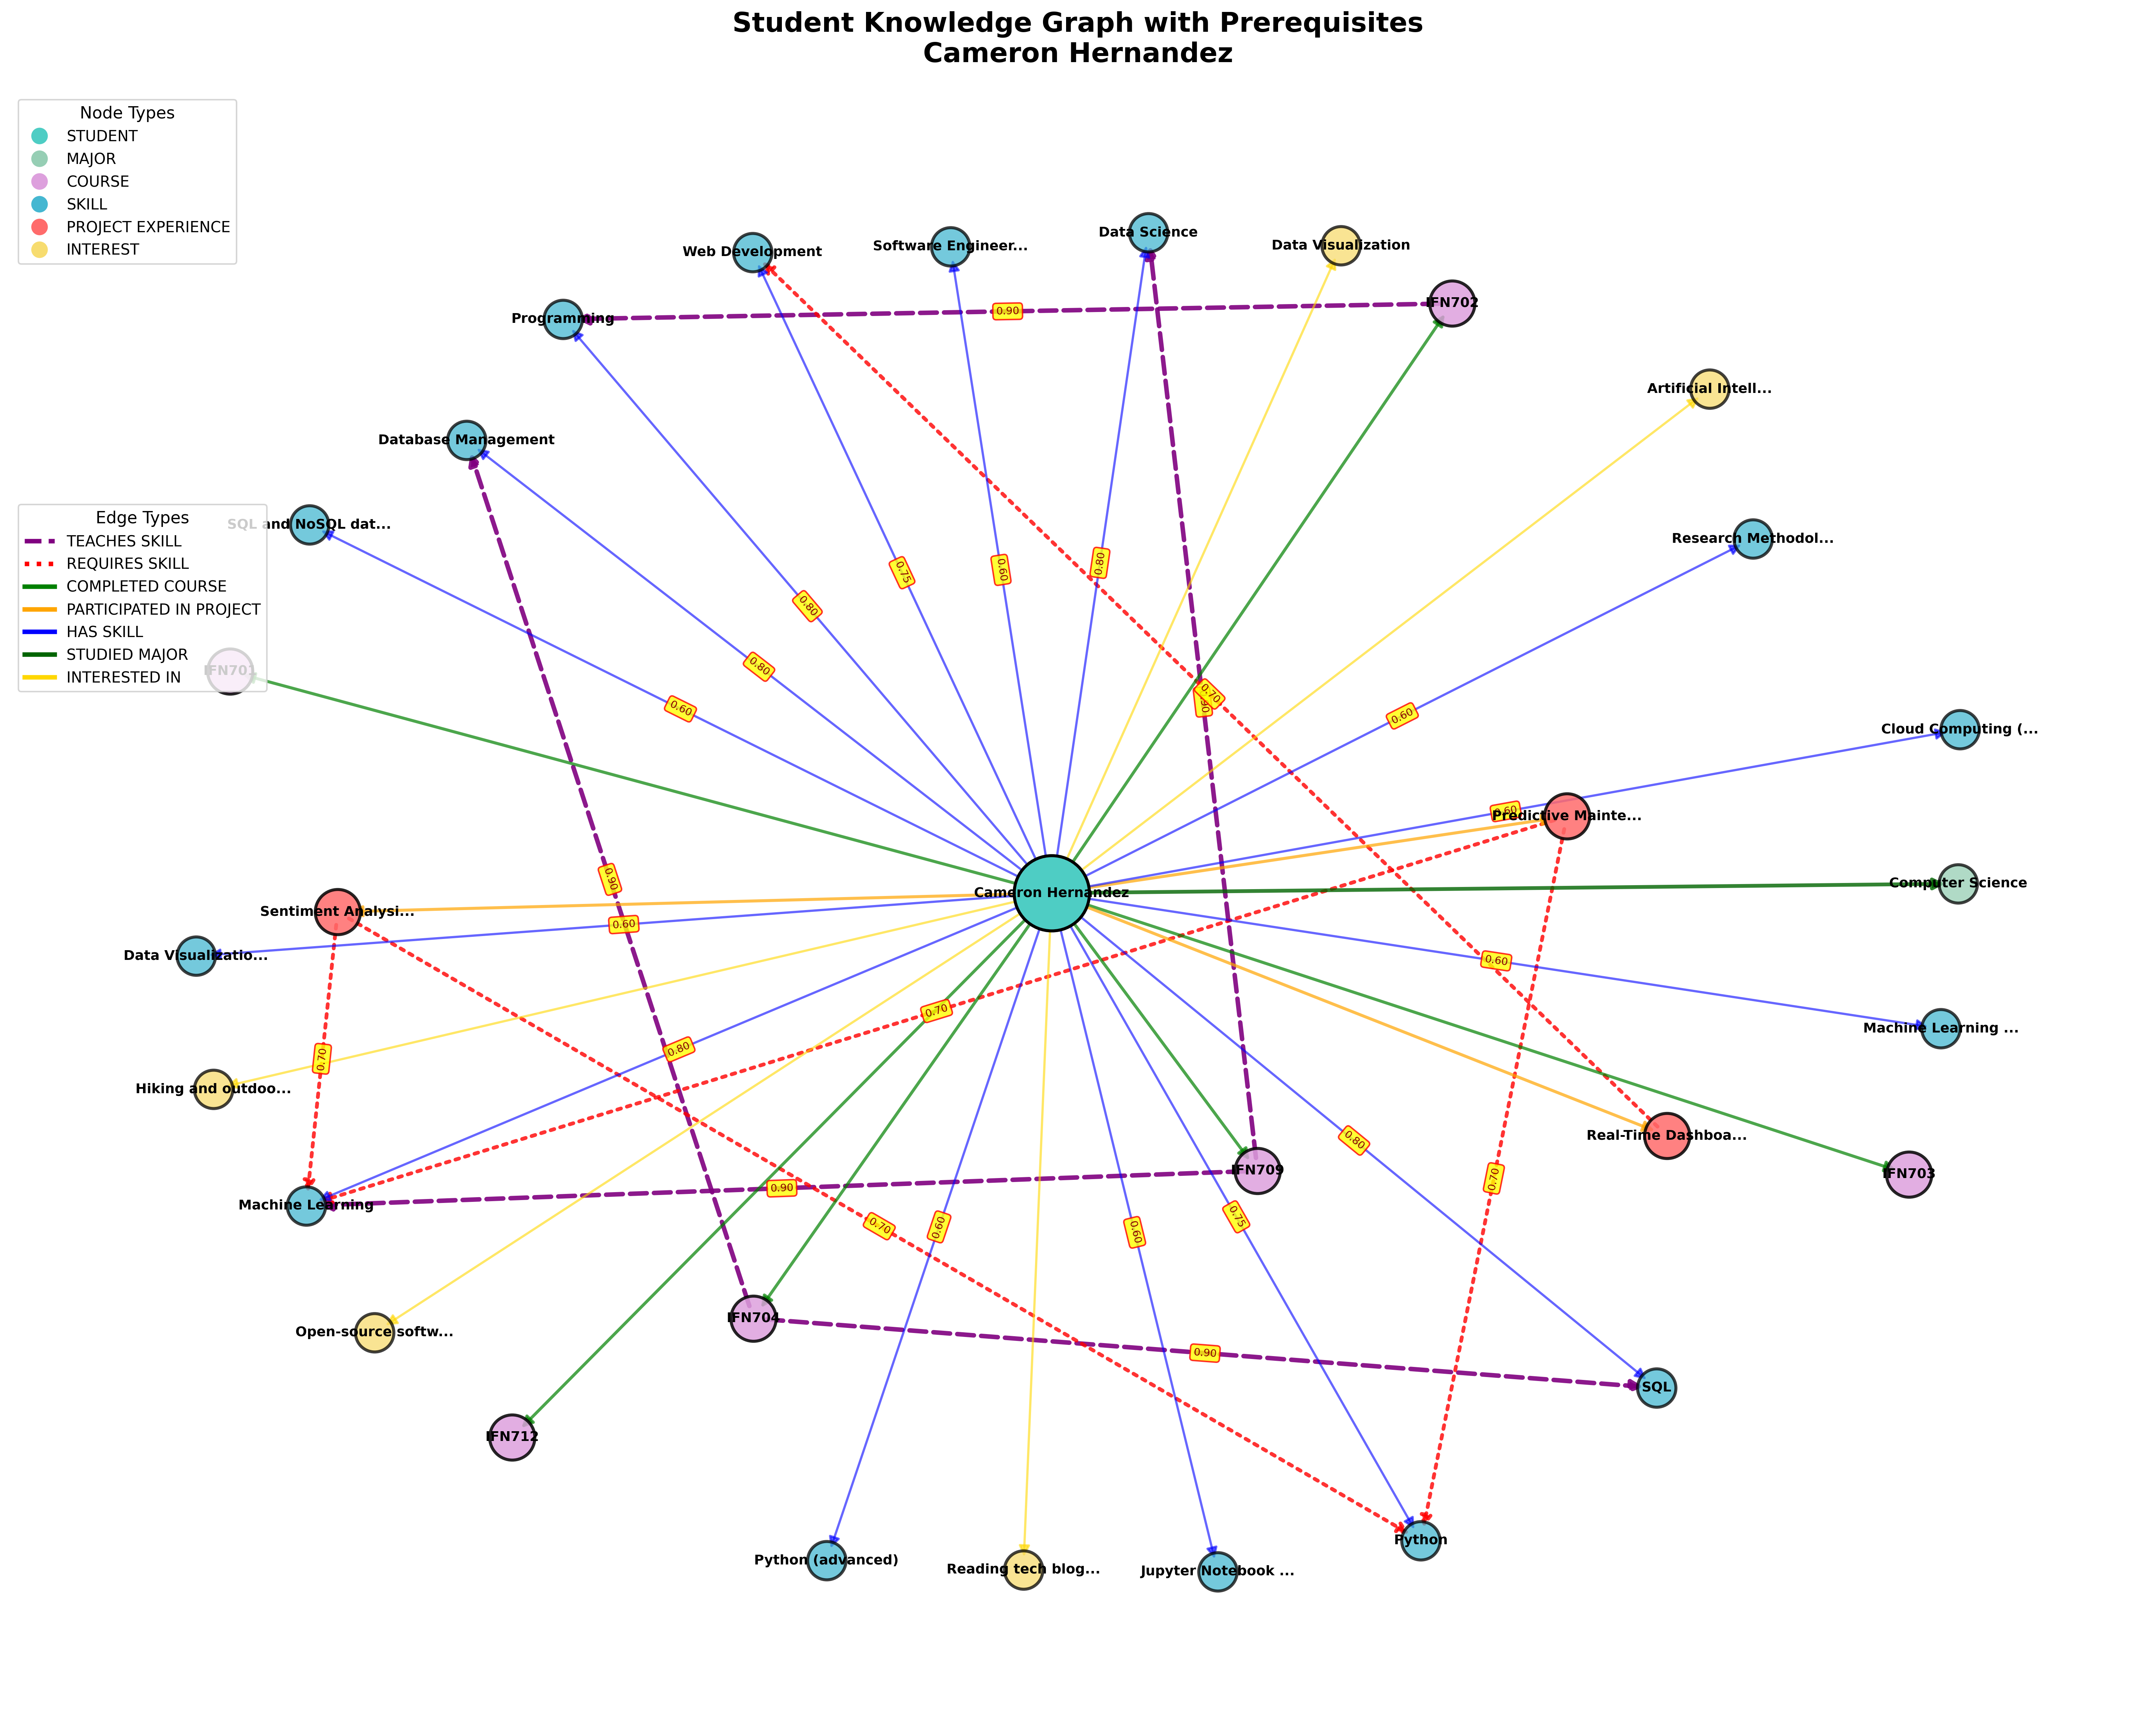 Student Knowledge Graph with Prerequisites
Cameron Hernandez
Node Types
STUDENT
MAJOR
COURSE
SKILL
PROJECT EXPERIENCE
INTEREST
Data Science
Web Development
Software Engineer...
Data Visualization
IFN702
0.90
Programming
Artificial Intell...
Database Management
Edge Types
TEACHES SKILL
REQUIRES SKILL
COMPLETED COURSE
PARTICIPATED IN PROJECT
HAS SKILL
STUDIED MAJOR
INTERESTED IN
SQL and NoSQL dat...
Research Methodol...
0.80
0.60
0.75
0.80
0.80
IFN701
0.70
0.90
0.60
0.60
Cloud Computing (...
0.60
Predictive Mainte...
0.90
Computer Science
Cameron Hernandez
Sentiment Analysi...
0.60
Data Visualizatio...
0.60
0.70
Machine Learning ...
0.80
0.70
Hiking and outdoo...
Real-Time Dashboa...
0.80
IFN709
IFN703
0.70
0.90
Machine Learning
0.75
0.70
0.60
0.60
IFN704
Open-source softw...
0.90
SQL
IFN712
Python
Python (advanced)
Reading tech blog...
Jupyter Notebook ...